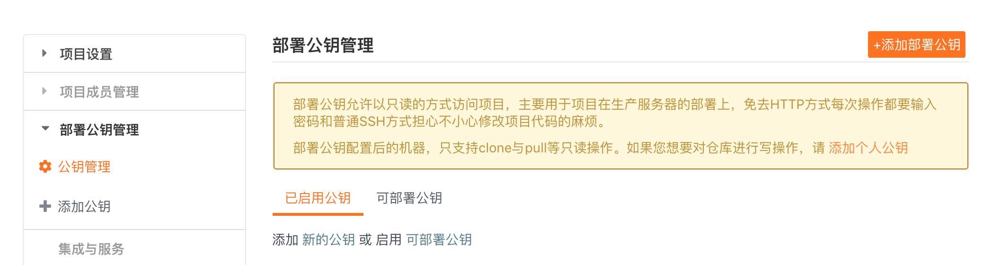 项目设置
项目成员管理
部署公钥管理
公钥管理
添加公钥
集成与服务
部署公钥管理
+添加部署公钥
部署公钥允许以只读的方式访问项目，主要用于项目在生产服务器的部署上，免去HTTP方式每次操作都要输入
密码和普通SSH方式担心不小心修改项目代码的麻烦。
部署公钥配置后的机器，只支持clone与pull等只读操作。如果您想要对仓库进行写操作，请 添加个人公钥
已启用公钥
可部署公钥
添加 新的公钥 或 启用 可部署公钥